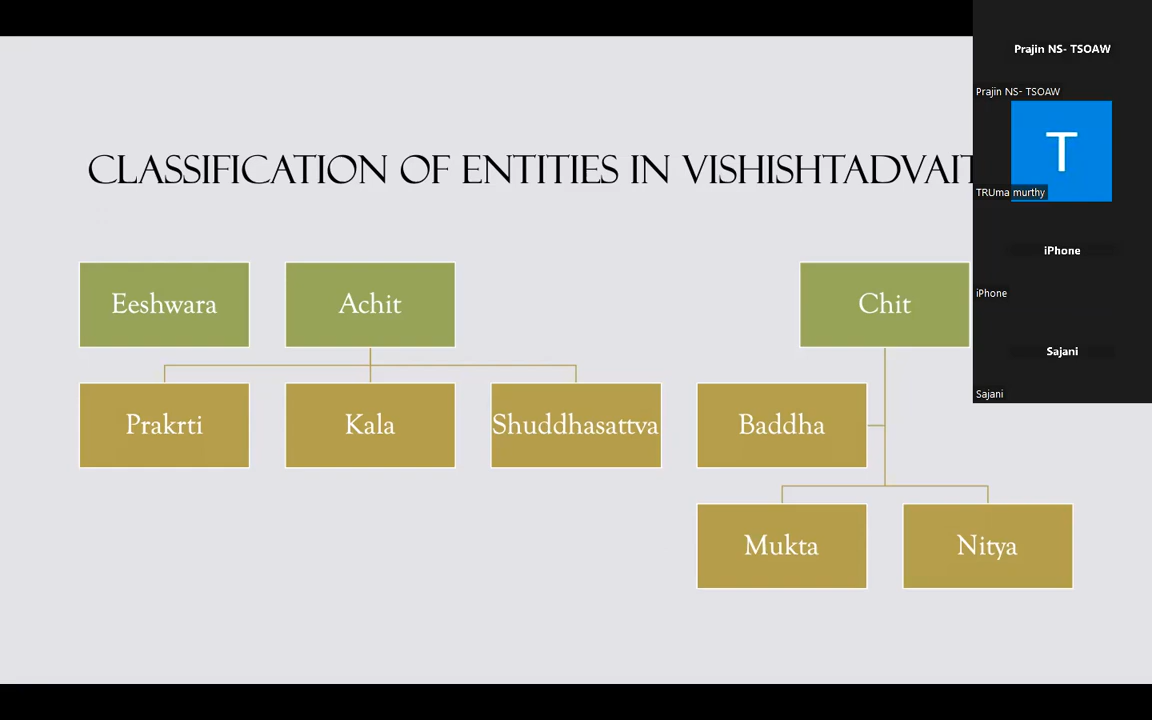 CLASSIFICATION OF ENTITIES IN VISHISHTADVAIT
Eeshwara
Achit
Chit
Prakrti
Kala
Shuddhasattva
Baddha
Mukta
Nitya
Prajin NS- TSOAW
Prajin NS- TSOAW
T
TRUma murthy
iPhone
iPhone
Sajani
Sajani